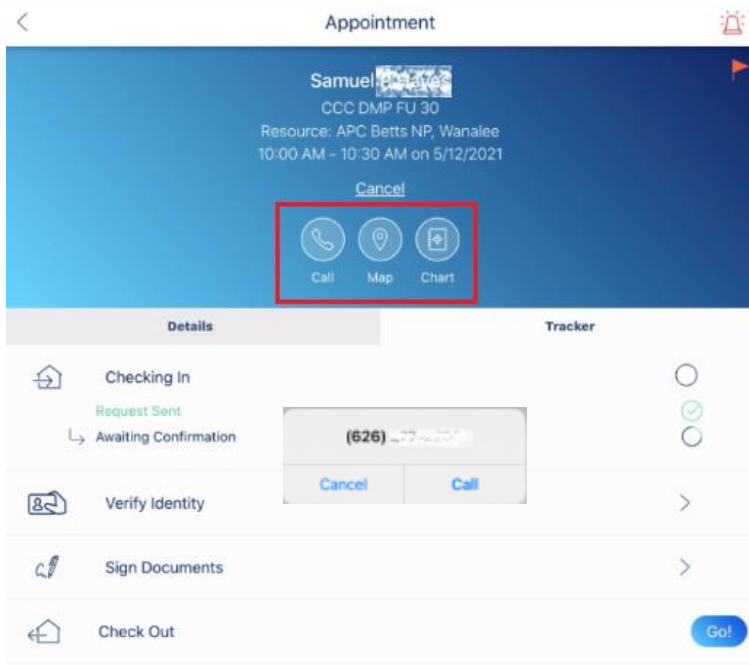 Appointment
Samuel
CCC DMP FU 30
Resource: APC Betts NP, Wanalee
10:00 AM - 10:30 AM on 5/12/2021
Cancel
Call Map Chart
Details Tracker
Checking In
Request Sent
Awaiting Confirmation
(626)
Cancel Call
Verify Identity
Sign Documents
Check Out Go!